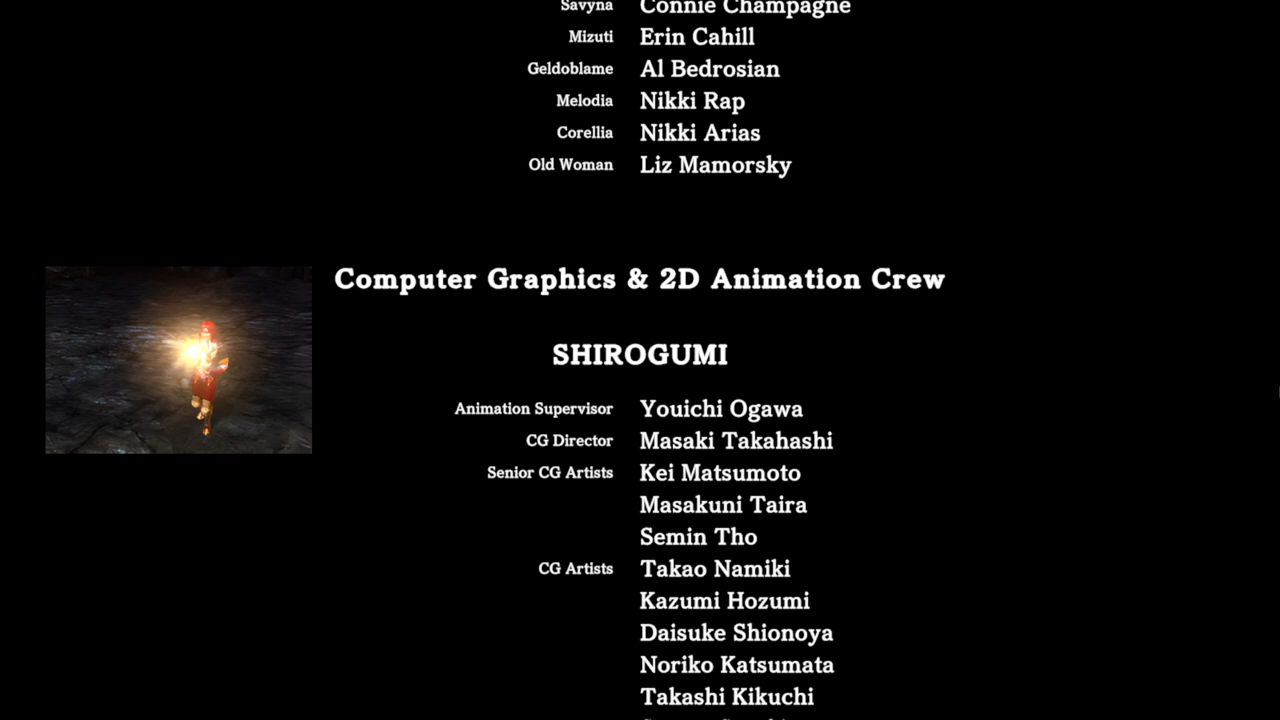 Savyna Connie Champagne
Mizuti Erin Cahill
Geldoblame Al Bedrosian
Melodia Nikki Rap
Corellia Nikki Arias
Old Woman Liz Mamorsky
Computer Graphics & 2D Animation Crew
SHIROGUMI
Animation Supervisor Youichi Ogawa
CG Director Masaki Takahashi
Senior CG Artists Kei Matsumoto
Masakuni Taira
Semin Tho
CG Artists Takao Namiki
Kazumi Hozumi
Daisuke Shionoya
Noriko Katsumata
Takashi Kikuchi